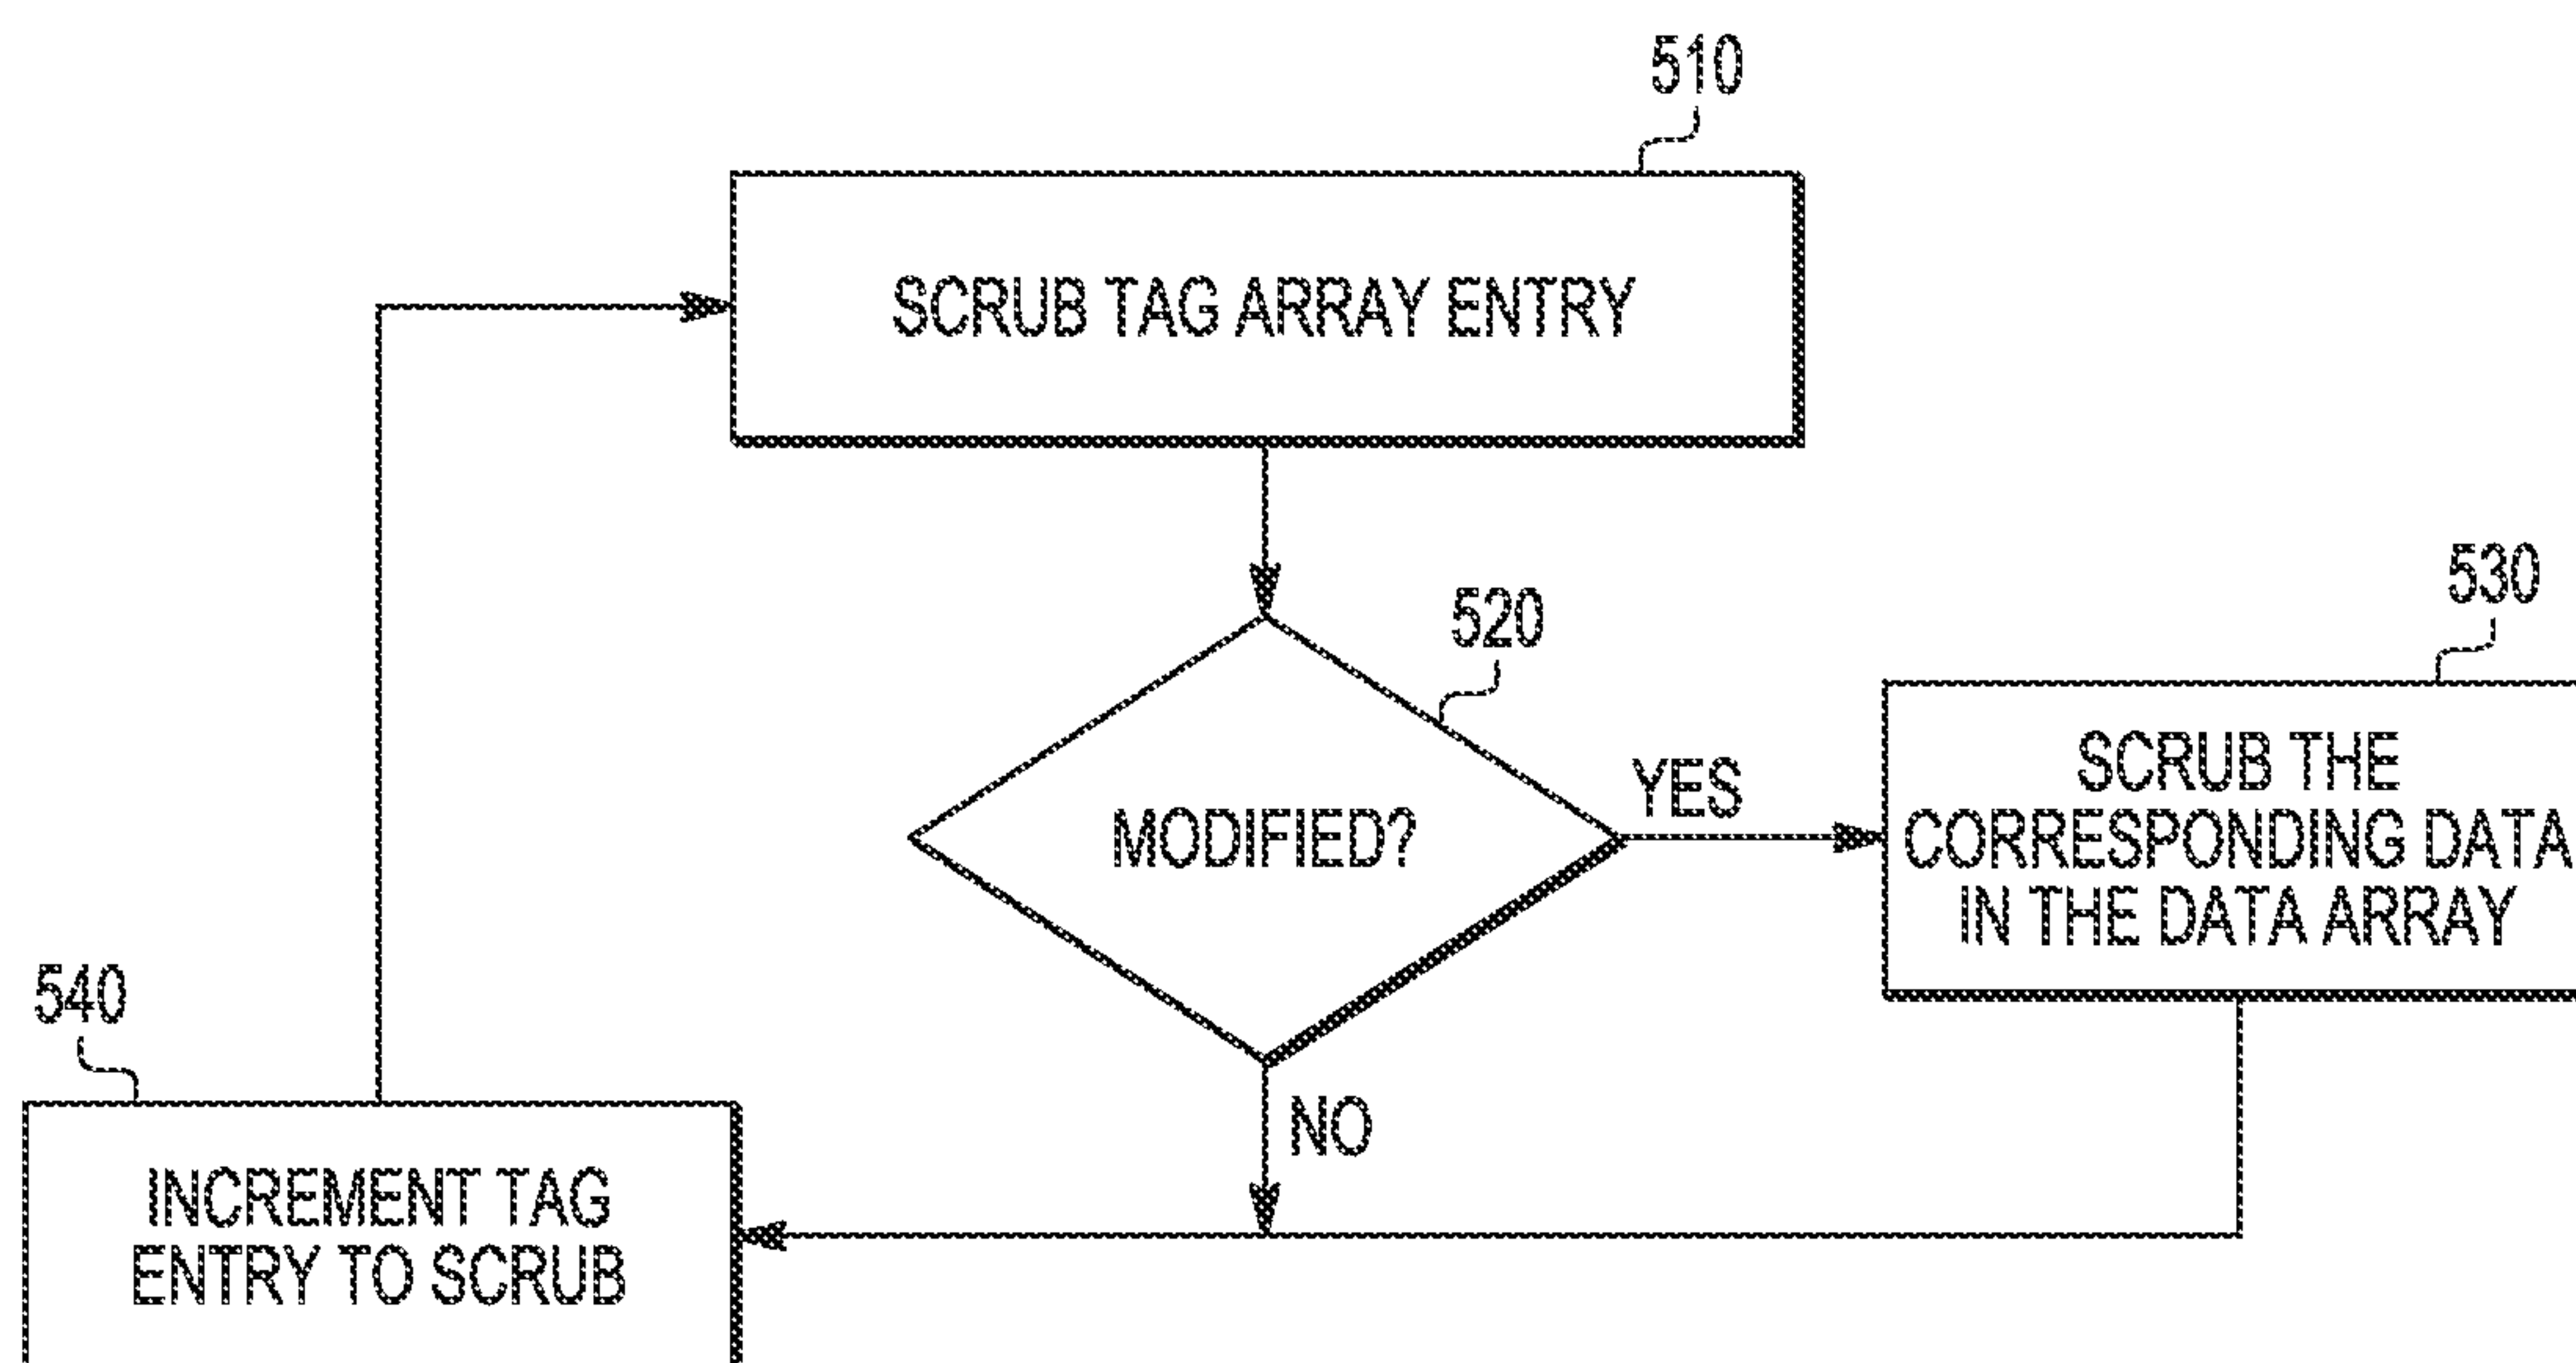 510
SCRUB TAG ARRAY ENTRY
520
MODIFIED?
YES
530
SCRUB THE
CORRESPONDING DATA
IN THE DATA ARRAY
NO
540
INCREMENT TAG
ENTRY TO SCRUB